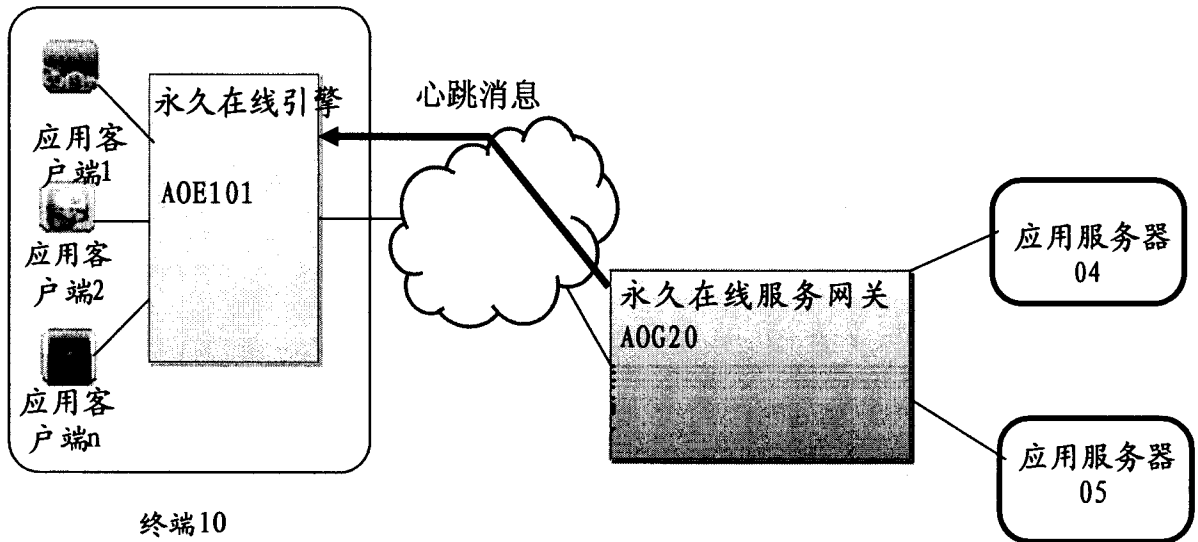 永久在线引擎
AOE101
应用客
户端1
应用客
户端2
应用客
户端n
终端10
心跳消息
永久在线服务网关
AOG20
应用服务器
04
应用服务器
05